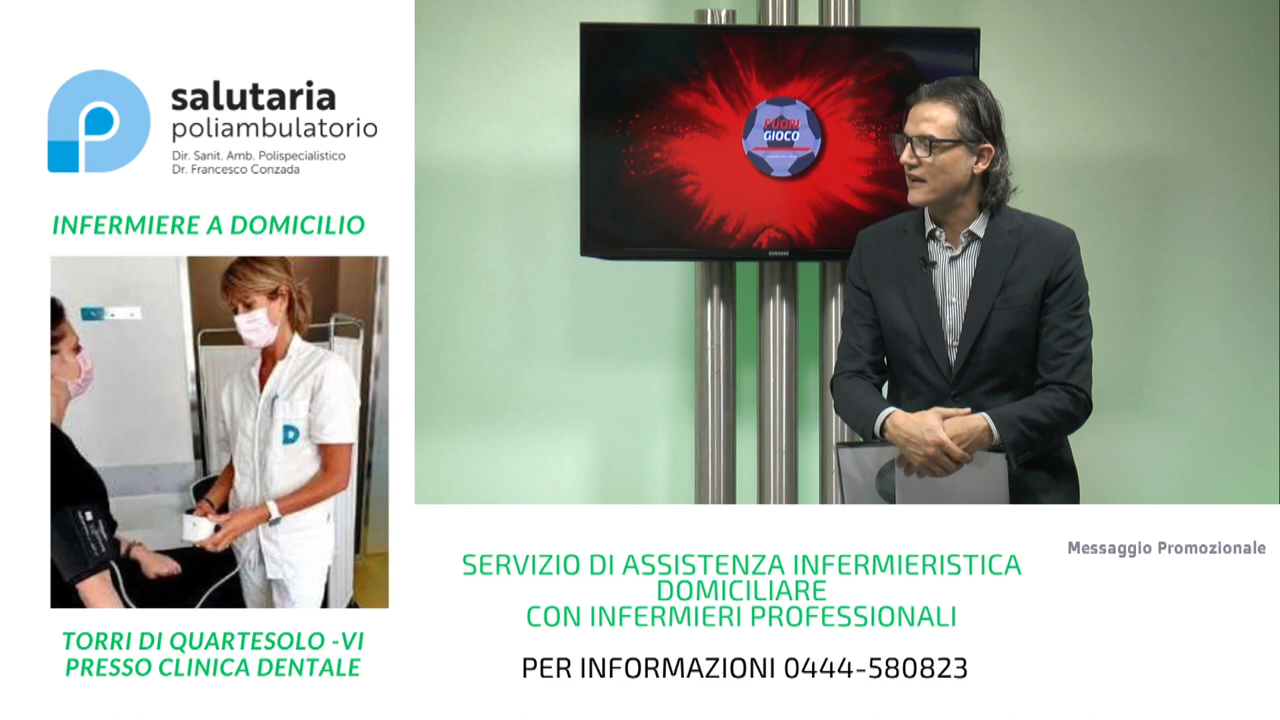 salutaria
poliambulatorio
Dir. Sanit. Amb. Polispecialistico
Dr. Francesco Conzada
INFERMIERE A DOMICILIO
TORRI DI QUARTESOLO -VI
PRESSO CLINICA DENTALE
FUORI
GIOCO
SAMSUNG
SERVIZIO DI ASSISTENZA INFERMIERISTICA
DOMICILIARE
CON INFERMIERI PROFESSIONALI
PER INFORMAZIONI 0444-580823
Messaggio Promozionale